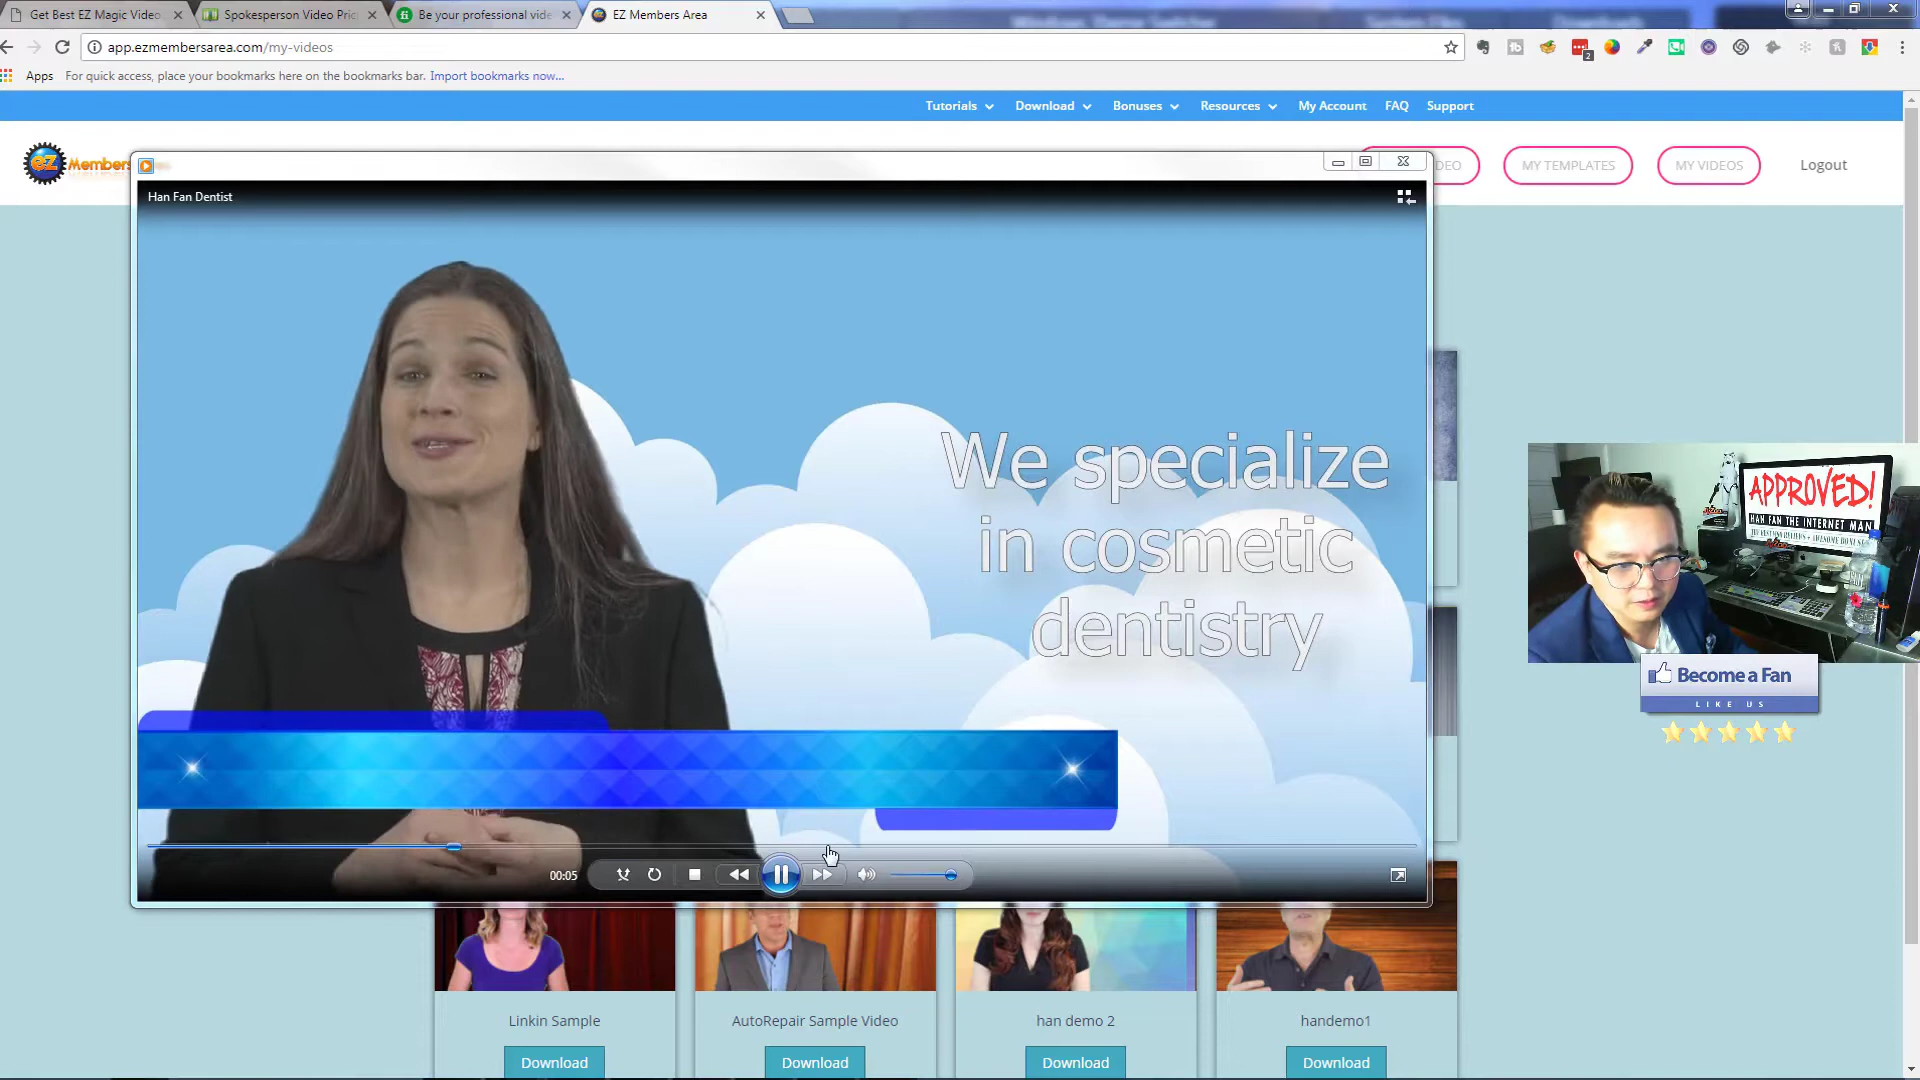 Get Best EZ Magic Video
Spokesperson Video Pric
Be your professional vide
EZ Members Area
app.ezmembersarea.com/my-videos
2
Apps
For quick access, place your bookmarks here on the bookmarks bar. Import bookmarks now...
Tutorials
Download
Bonuses
Resources
My Account
FAQ
Support
eZ Members
DEO
MY TEMPLATES
MY VIDEOS
Logout
Han Fan Dentist
We specialize
in cosmetic
dentistry
00:05
APPROVED!
HAN FAN THE INTERNET MAN
Become a Fan
LIKE US
Linkin Sample
AutoRepair Sample Video
han demo 2
handemo1
Download
Download
Download
Download